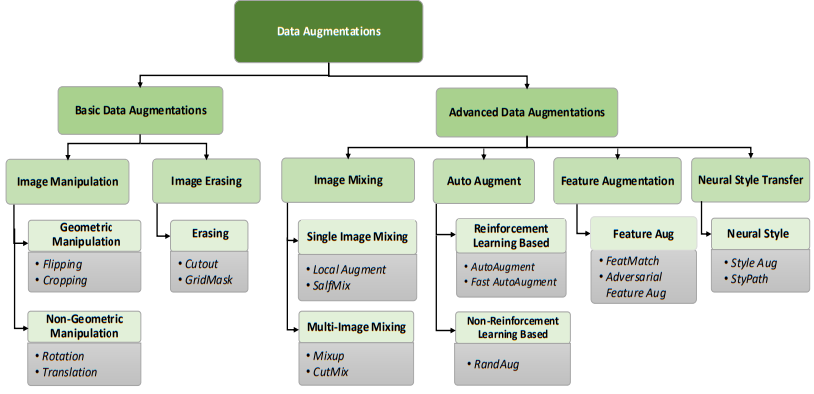 Data Augmentations
Basic Data Augmentations
Advanced Data Augmentations
Image Manipulation
Image Erasing
Image Mixing
Auto Augment
Feature Augmentation
Neural Style Transfer
Geometric
Manipulation
• Flipping
• Cropping
Non-Geometric
Manipulation
• Rotation
• Translation
Erasing
• Cutout
• GridMask
Single Image Mixing
• Local Augment
• SalfMix
Multi-Image Mixing
• Mixup
• CutMix
Reinforcement
Learning Based
• AutoAugment
• Fast AutoAugment
Non-Reinforcement
Learning Based
• RandAug
Feature Aug
• FeatMatch
• Adversarial
Feature Aug
Neural Style
• Style Aug
• StyPath